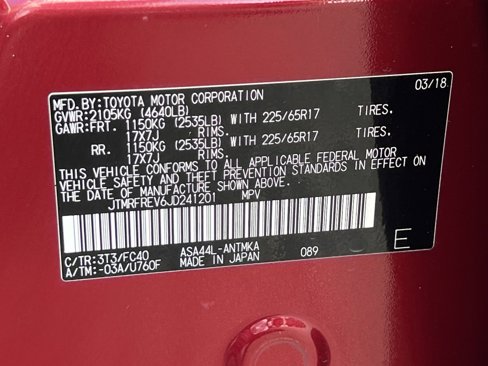 MFD.BY:TOYOTA MOTOR CORPORATION 03/18
GVWR:2105KG (4640LB)
GAWR:FRT. 1150KG (2535LB) WITH 225/65R17 TIRES.
17X7J RIMS.
RR. 1150KG (2535LB) WITH 225/65R17 TIRES.
17X7J RIMS.
THIS VEHICLE CONFORMS TO ALL APPLICABLE FEDERAL MOTOR
VEHICLE SAFETY AND THEFT PREVENTION STANDARDS IN EFFECT ON
THE DATE OF MANUFACTURE SHOWN ABOVE.
JTMRFREV6JD241201 MPV
C/TR:3T3/FC40 ASA44L-ANTMKA
A/TM:-03A/U760F MADE IN JAPAN 089 E